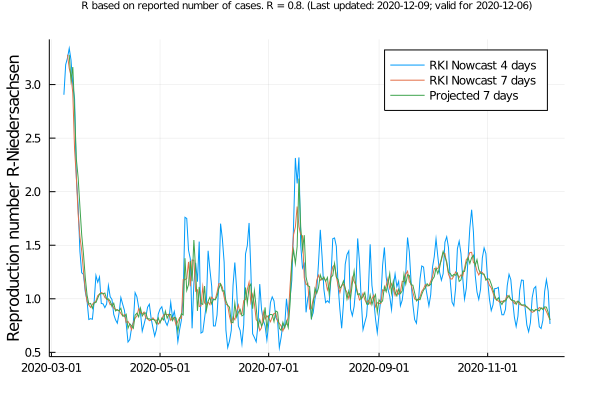 R based on reported number of cases. R = 0.8. (Last updated: 2020-12-09; valid for 2020-12-06)
Reproduction number R-Niedersachsen
3.0
2.5
2.0
1.5
1.0
0.5
RKI Nowcast 4 days
RKI Nowcast 7 days
Projected 7 days
2020-03-01
2020-05-01
2020-07-01
2020-09-01
2020-11-01